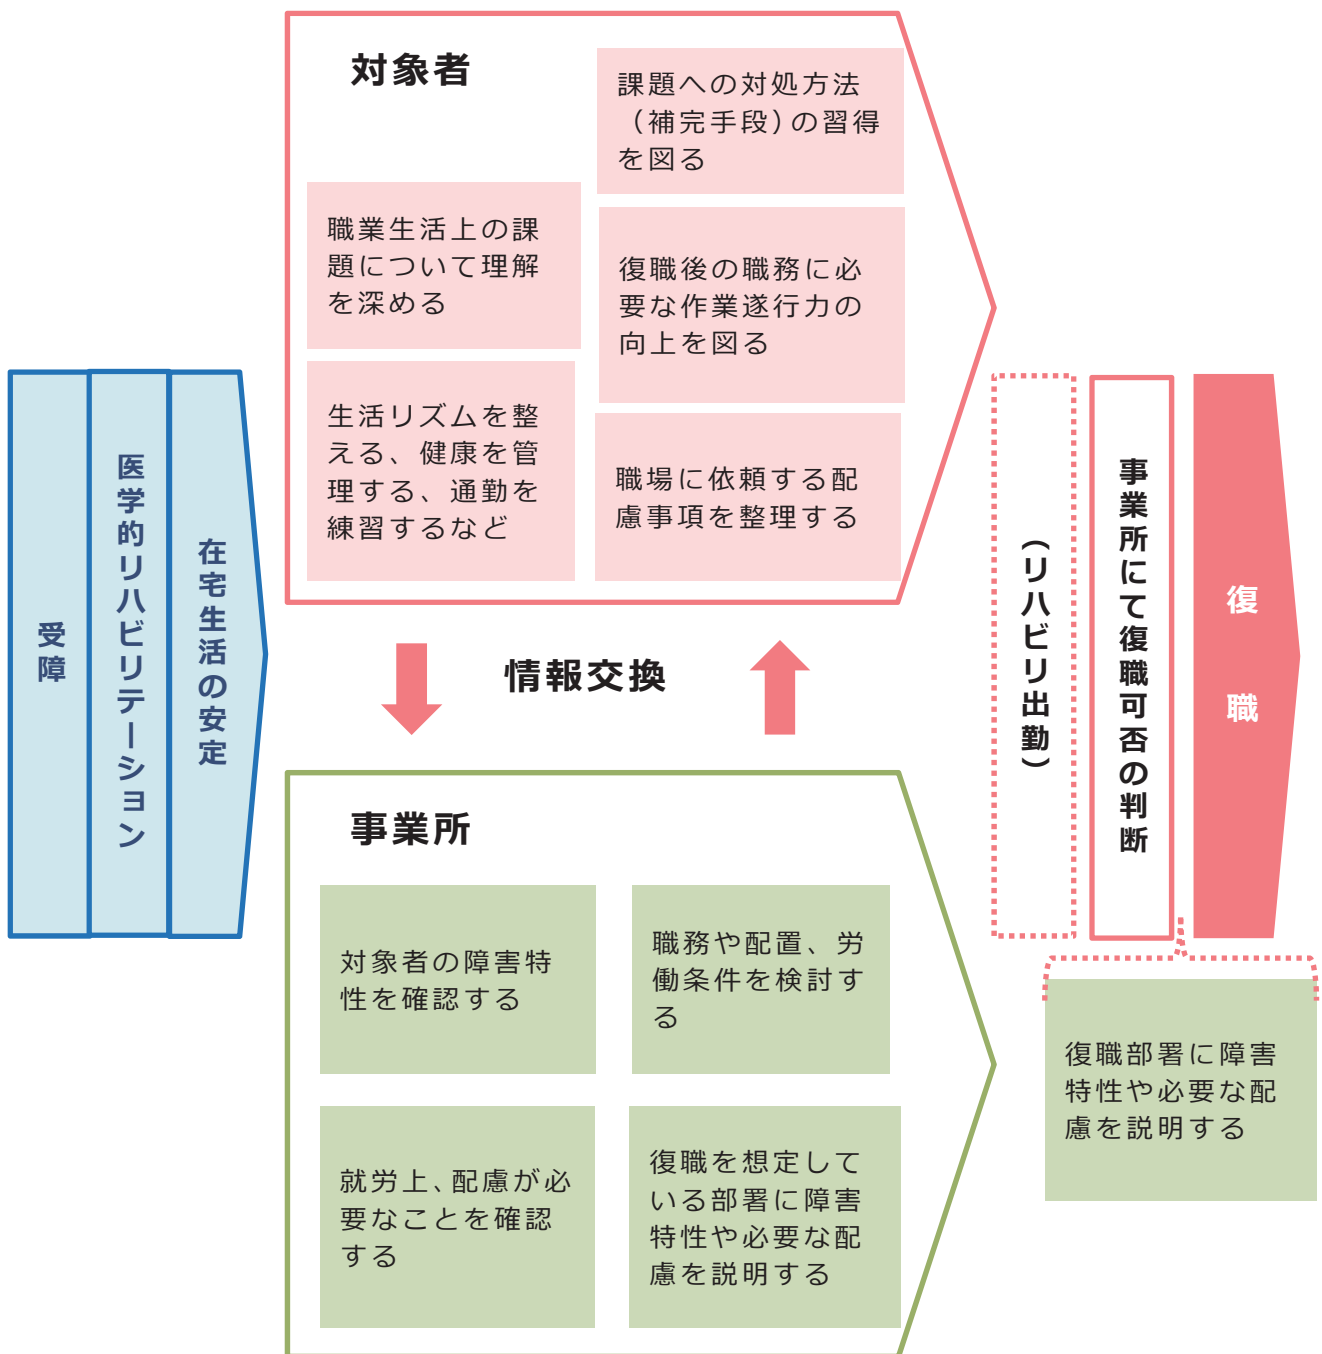 受障
医学的リハビリテーション
在宅生活の安定
対象者
職業生活上の課
題について理解
を深める
生活リズムを整
える、健康を管
理する、通勤を
練習するなど
課題への対処方法
（補完手段）の習得
を図る
復職後の職務に必
要な作業遂行力の
向上を図る
職場に依頼する配
慮事項を整理する
情報交換
事業所
対象者の障害特
性を確認する
就労上、配慮が必
要なことを確認
する
職務や配置、労
働条件を検討す
る
復職を想定して
いる部署に障害
特性や必要な配
慮を説明する
（リハビリ出勤）
事業所にて復職可否の判断
復職
復職部署に障害
特性や必要な配
慮を説明する